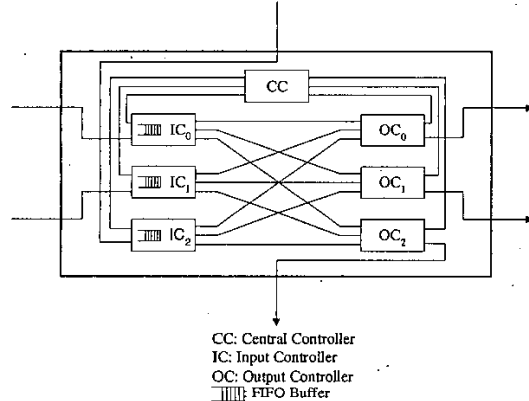 CC
IC0 OC0
IC1 OC1
IC2 OC2
CC: Central Controller
IC: Input Controller
OC: Output Controller
: FIFO Buffer